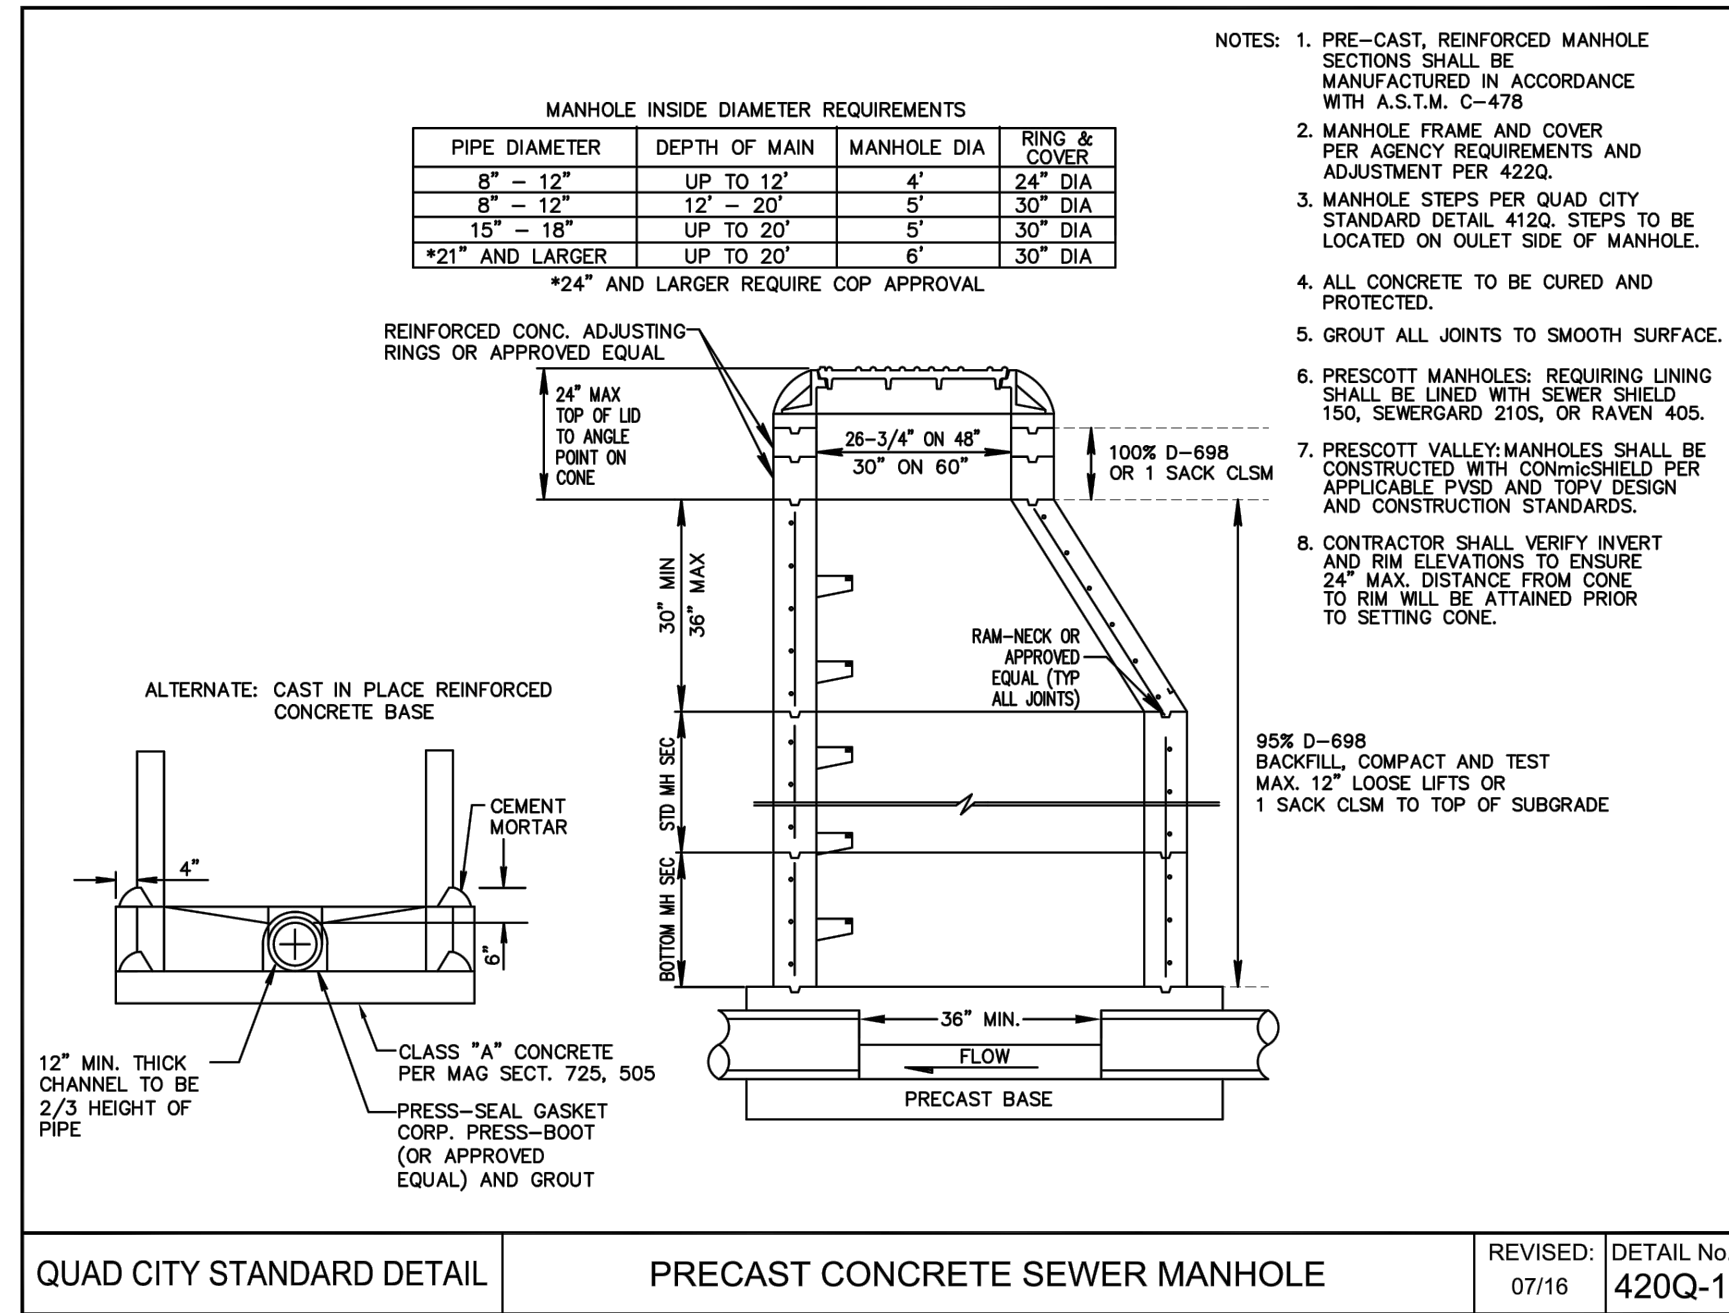 NOTES: 1. PRE-CAST, REINFORCED MANHOLE
SECTIONS SHALL BE
MANUFACTURED IN ACCORDANCE
WITH A.S.T.M. C-478
2. MANHOLE FRAME AND COVER
PER AGENCY REQUIREMENTS AND
ADJUSTMENT PER 422Q.
3. MANHOLE STEPS PER QUAD CITY
STANDARD DETAIL 412Q. STEPS TO BE
LOCATED ON OULET SIDE OF MANHOLE.
4. ALL CONCRETE TO BE CURED AND
PROTECTED.
5. GROUT ALL JOINTS TO SMOOTH SURFACE.
6. PRESCOTT MANHOLES: REQUIRING LINING
SHALL BE LINED WITH SEWER SHIELD
150, SEWERGARD 210S, OR RAVEN 405.
7. PRESCOTT VALLEY: MANHOLES SHALL BE
CONSTRUCTED WITH CONmicSHIELD PER
APPLICABLE PVSD AND TOPV DESIGN
AND CONSTRUCTION STANDARDS.
8. CONTRACTOR SHALL VERIFY INVERT
AND RIM ELEVATIONS TO ENSURE
24" MAX. DISTANCE FROM CONE
TO RIM WILL BE ATTAINED PRIOR
TO SETTING CONE.
MANHOLE INSIDE DIAMETER REQUIREMENTS
PIPE DIAMETER DEPTH OF MAIN MANHOLE DIA RING & COVER
8" - 12" UP TO 12' 4' 24" DIA
8" - 12" 12' - 20' 5' 30" DIA
15" - 18" UP TO 20' 5' 30" DIA
*21" AND LARGER UP TO 20' 6' 30" DIA
*24" AND LARGER REQUIRE COP APPROVAL
REINFORCED CONC. ADJUSTING
RINGS OR APPROVED EQUAL
24" MAX
TOP OF LID
TO ANGLE
POINT ON
CONE
26-3/4" ON 48"
30" ON 60"
100% D-698
OR 1 SACK CLSM
30" MIN
36" MAX
RAM-NECK OR
APPROVED
EQUAL (TYP
ALL JOINTS)
STD MH SEC
BOTTOM MH SEC
95% D-698
BACKFILL, COMPACT AND TEST
MAX. 12" LOOSE LIFTS OR
1 SACK CLSM TO TOP OF SUBGRADE
36" MIN.
FLOW
PRECAST BASE
ALTERNATE: CAST IN PLACE REINFORCED
CONCRETE BASE
CEMENT
MORTAR
4"
6"
12" MIN. THICK
CHANNEL TO BE
2/3 HEIGHT OF
PIPE
CLASS "A" CONCRETE
PER MAG SECT. 725, 505
PRESS-SEAL GASKET
CORP. PRESS-BOOT
(OR APPROVED
EQUAL) AND GROUT
QUAD CITY STANDARD DETAIL
PRECAST CONCRETE SEWER MANHOLE
REVISED:
07/16
DETAIL No.
420Q-1